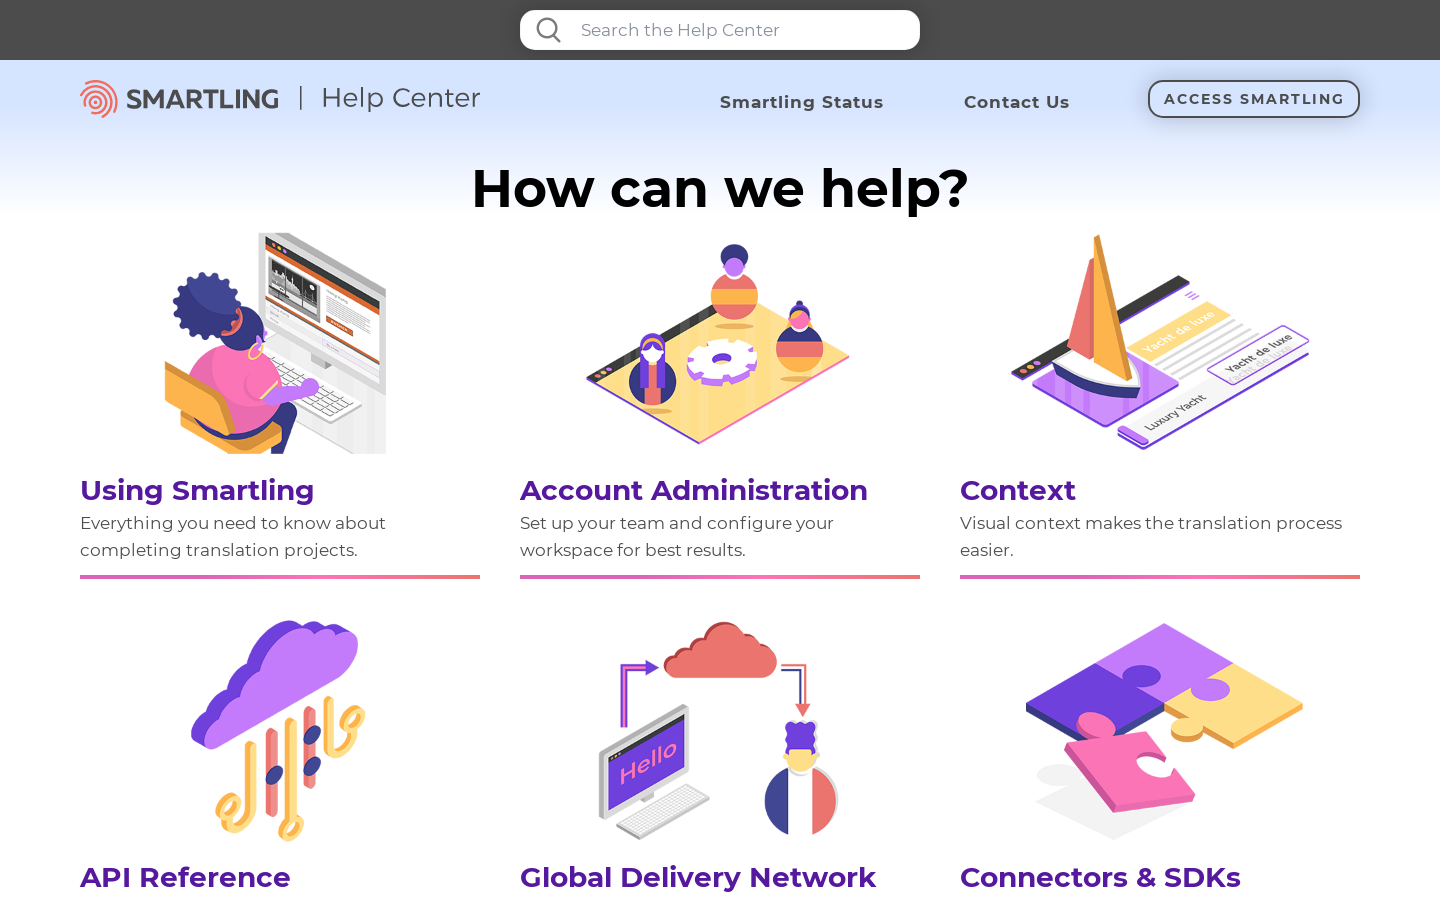 Search the Help Center
SMARTLING | Help Center
Smartling Status
Contact Us
ACCESS SMARTLING
How can we help?
Yacht de luxe
Yacht de luxe
Yacht de luxe
Luxury Yacht
Using Smartling
Everything you need to know about
completing translation projects.
Account Administration
Set up your team and configure your
workspace for best results.
Context
Visual context makes the translation process
easier.
Hello
API Reference
Global Delivery Network
Connectors & SDKs